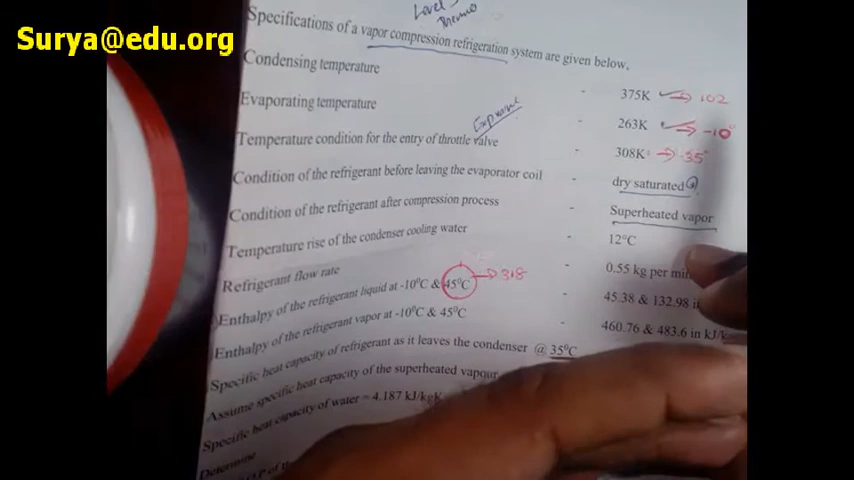 Surya@edu.org
Level
Specifications of a vapor compression refrigeration system are given below,
Condensing temperature - 375K → 102
Evaporating temperature - 263K → -10°
Temperature condition for the entry of throttle valve - 308K → 35°
Condition of the refrigerant before leaving the evaporator coil - dry saturated
Condition of the refrigerant after compression process - Superheated vapor
Temperature rise of the condenser cooling water - 12°C
Refrigerant flow rate - 0.55 kg per min
Enthalpy of the refrigerant liquid at -10°C & 45°C → 318 - 45.38 & 132.98 i
Enthalpy of the refrigerant vapor at -10°C & 45°C - 460.76 & 483.6 in kJ/
Specific heat capacity of refrigerant as it leaves the condenser @ 35°C
Assume specific heat capacity of the superheated vapour
Specific heat capacity of water = 4.187 kJ/kgK
Determine